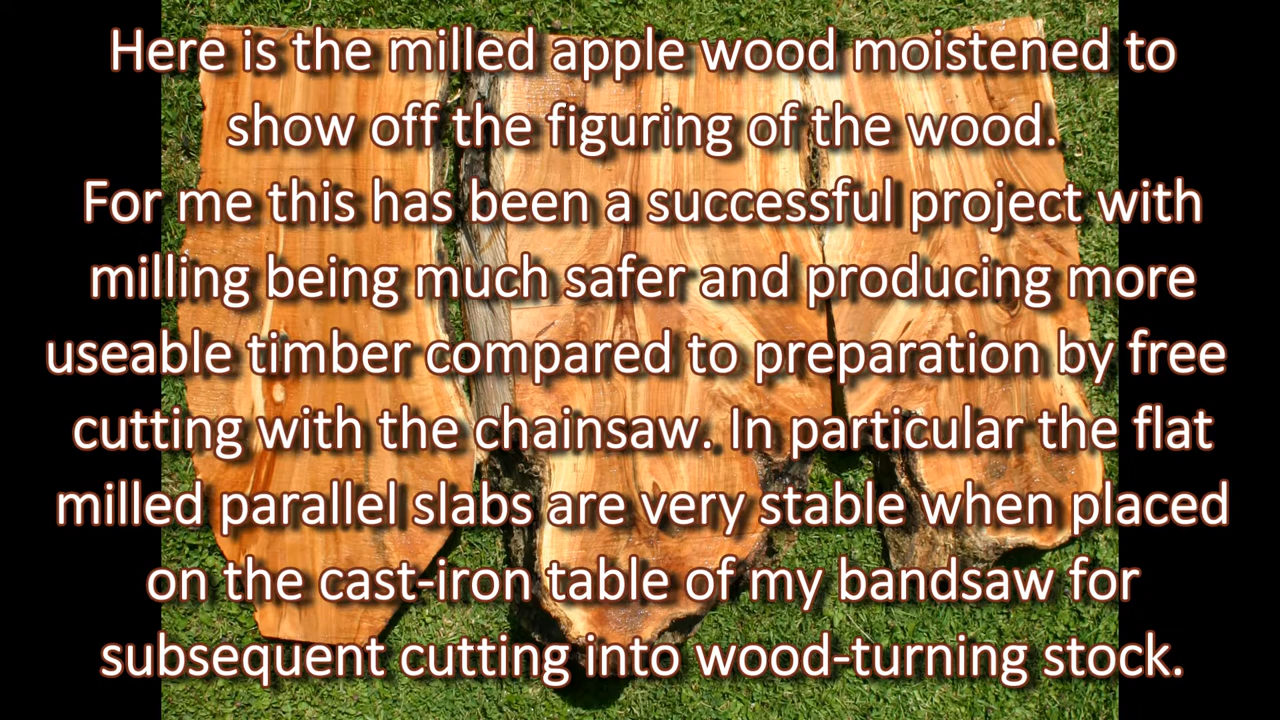 Here is the milled apple wood moistened to
show off the figuring of the wood.
For me this has been a successful project with
milling being much safer and producing more
useable timber compared to preparation by free
cutting with the chainsaw. In particular the flat
milled parallel slabs are very stable when placed
on the cast-iron table of my bandsaw for
subsequent cutting into wood-turning stock.